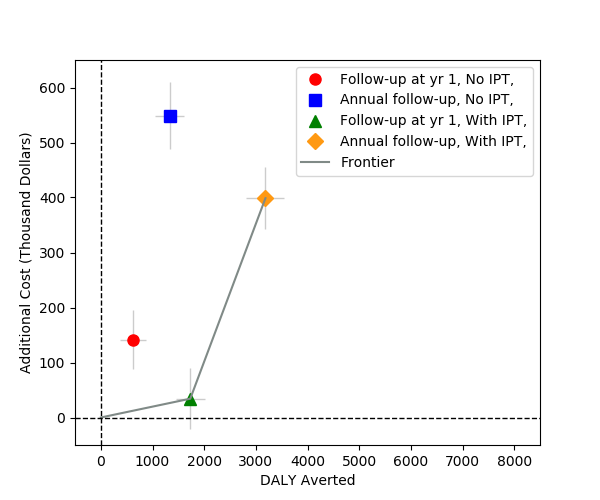 Follow-up at yr 1, No IPT,
Annual follow-up, No IPT,
Follow-up at yr 1, With IPT,
Annual follow-up, With IPT,
Frontier
Additional Cost (Thousand Dollars)
600
500
400
300
200
100
0
0 1000 2000 3000 4000 5000 6000 7000 8000
DALY Averted